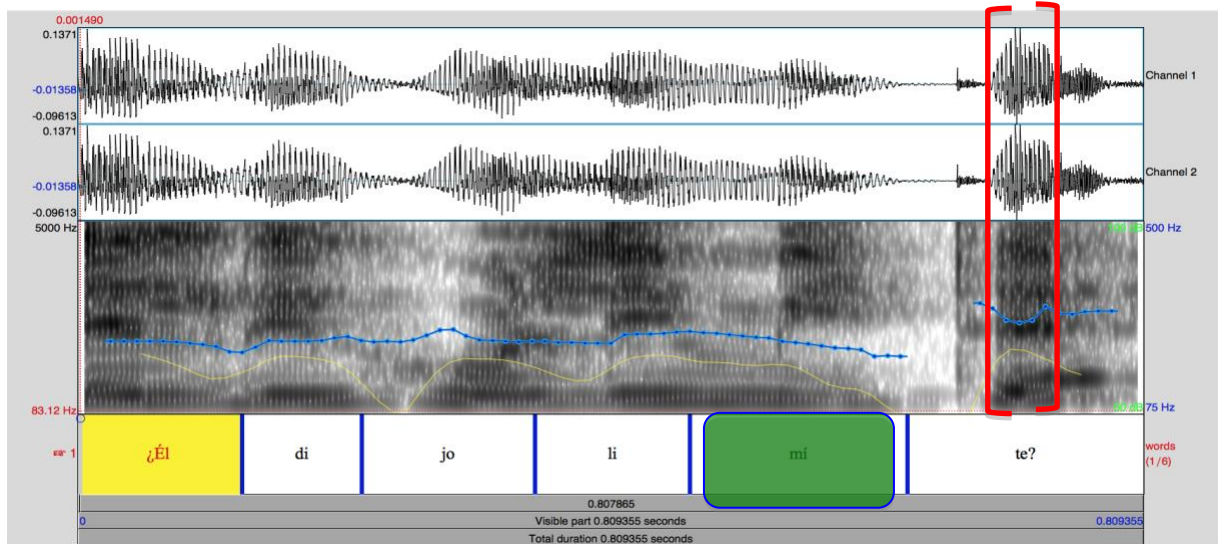 0.001490
0.1371
-0.01358
-0.09613
Channel 1
0.1371
-0.01358
-0.09613
Channel 2
5000 Hz
500 Hz
83.12 Hz
75 Hz
1
¿Él
di
jo
li
mi
te?
words
(1/6)
0.807865
0
Visible part 0.809355 seconds
0.809355
Total duration 0.809355 seconds